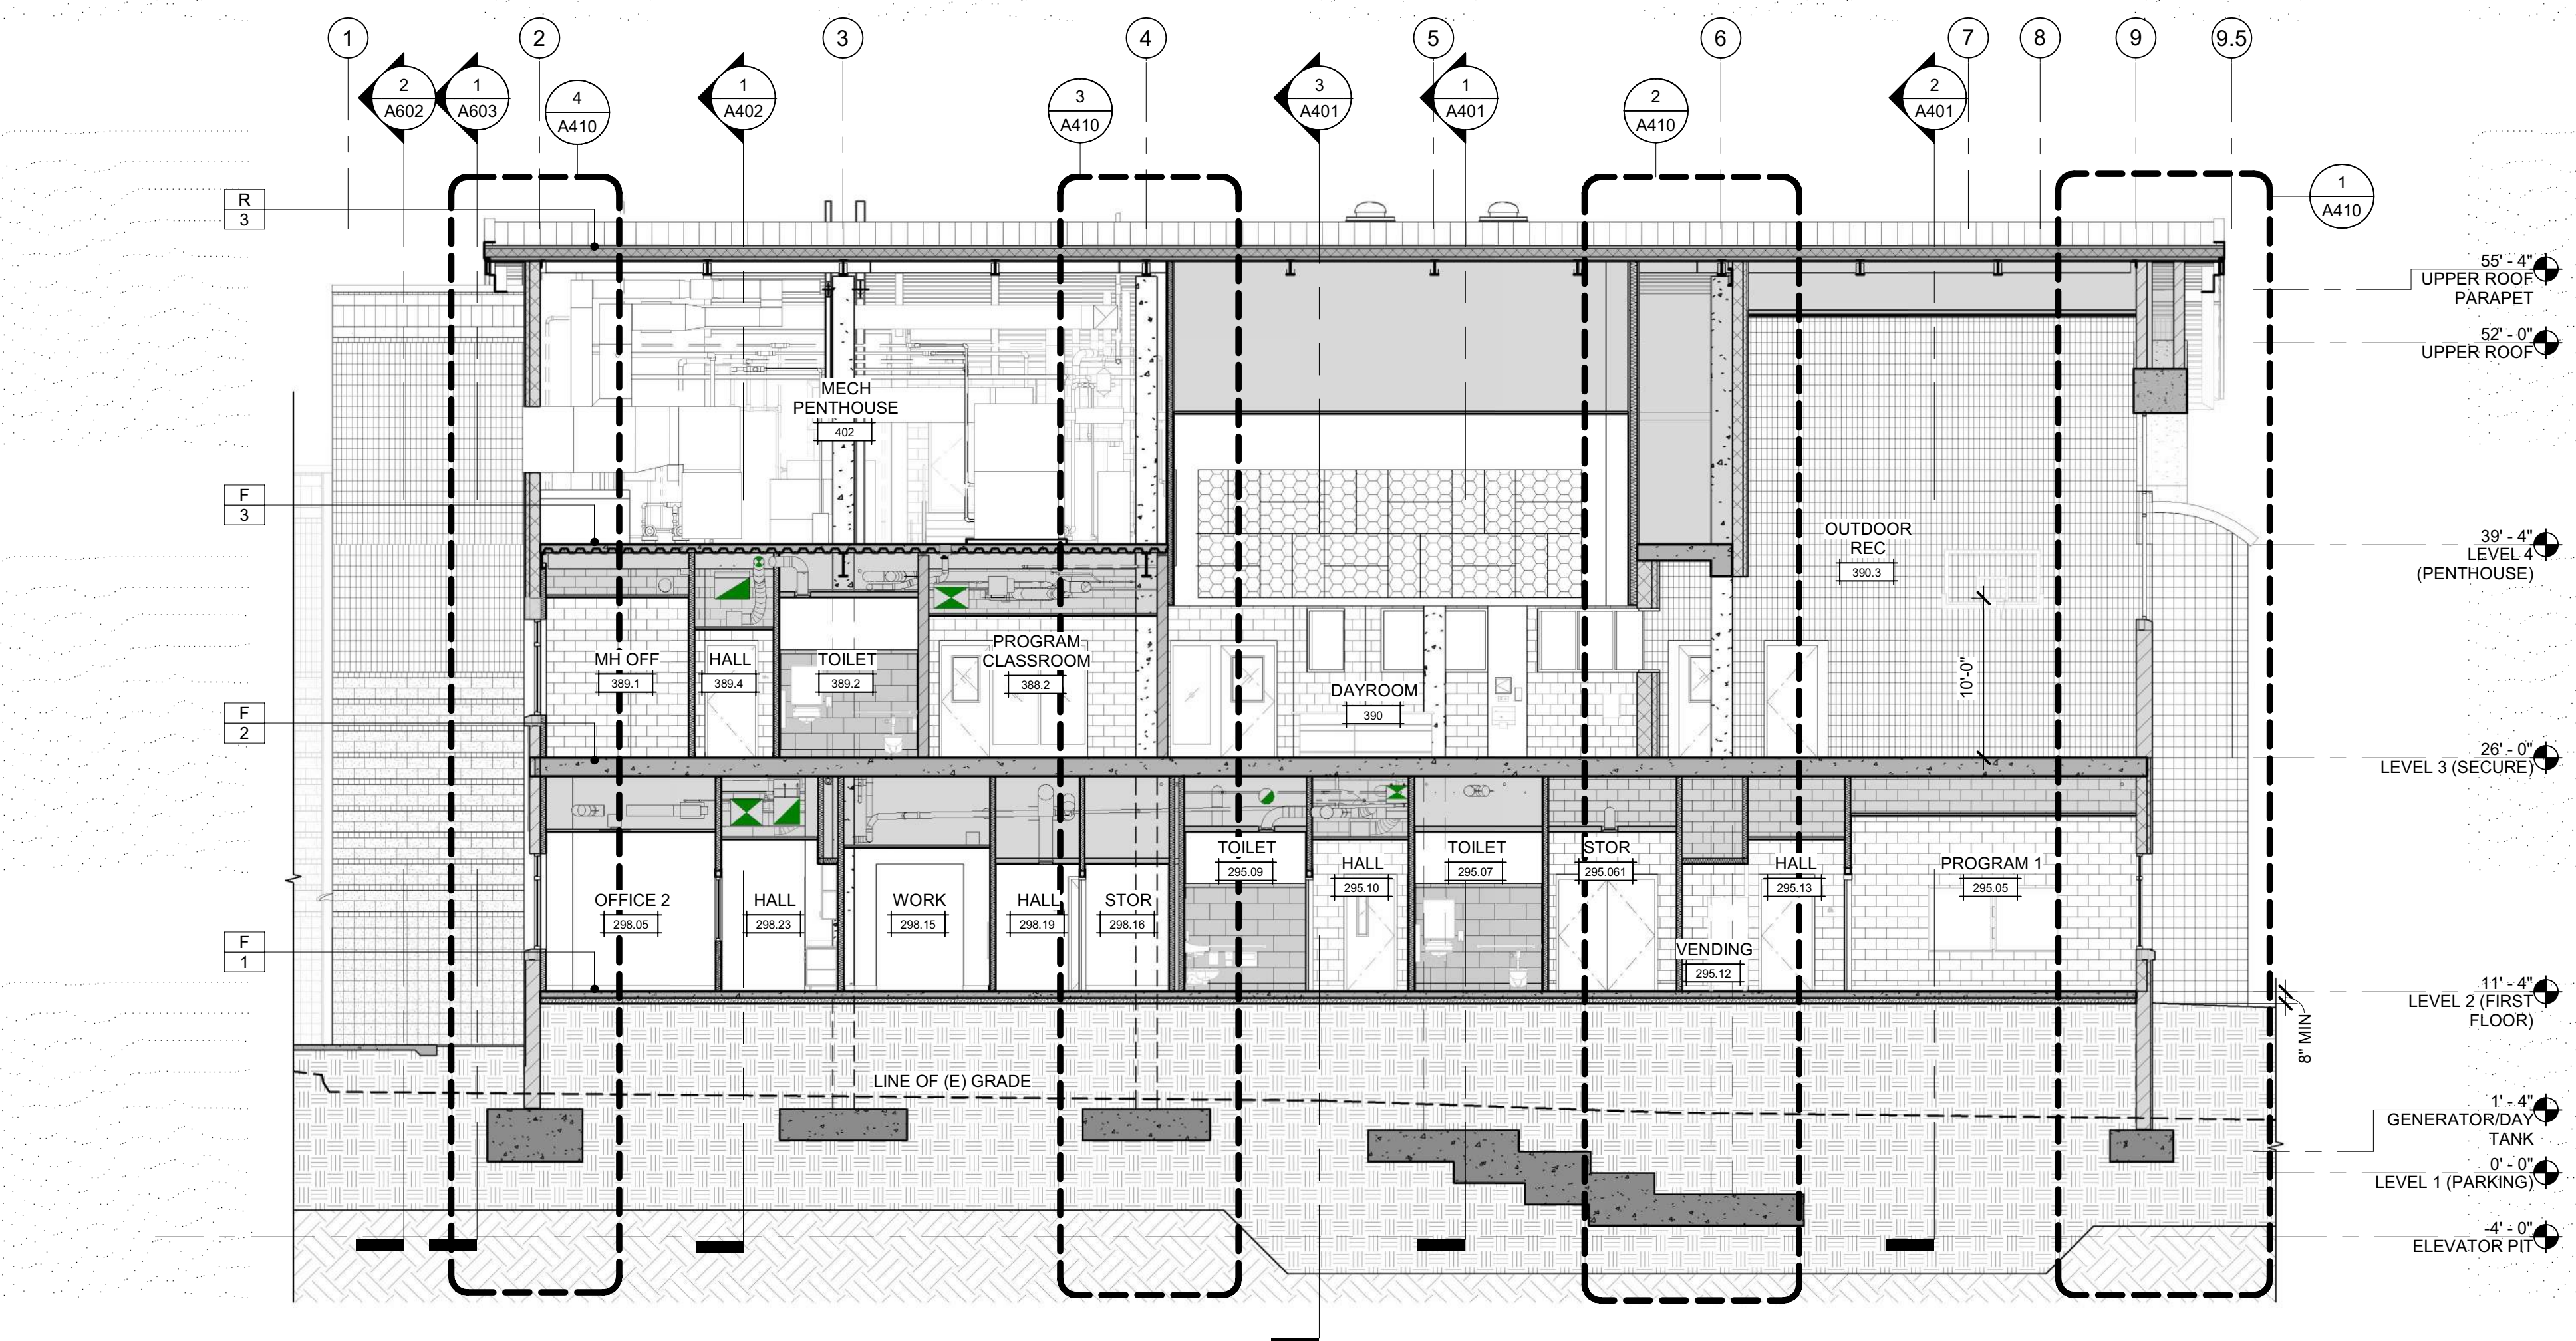 1
2
3
4
5
6
7
8
9
9.5
2
A602
1
A603
4
A410
1
A402
3
A410
3
A401
1
A401
2
A410
2
A401
1
A410
R
3
F
3
F
2
F
1
55' - 4"
UPPER ROOF
PARAPET
52' - 0"
UPPER ROOF
39' - 4"
LEVEL 4
(PENTHOUSE)
26' - 0"
LEVEL 3 (SECURE)
11' - 4"
LEVEL 2 (FIRST
FLOOR)
8" MIN
1' - 4"
GENERATOR/DAY
TANK
0' - 0"
LEVEL 1 (PARKING)
-4' - 0"
ELEVATOR PIT
MECH
PENTHOUSE
402
OUTDOOR
REC
390.3
10'-0"
MH OFF
389.1
HALL
389.4
TOILET
389.2
PROGRAM
CLASSROOM
388.2
DAYROOM
390
OFFICE 2
298.05
HALL
298.23
WORK
298.15
HALL
298.19
STOR
298.16
TOILET
295.09
HALL
295.10
TOILET
295.07
STOR
295.061
VENDING
295.12
HALL
295.13
PROGRAM 1
295.05
LINE OF (E) GRADE